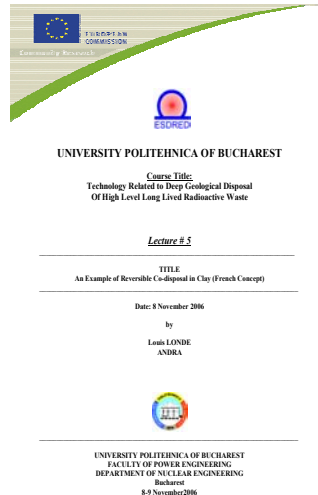 EUROPEAN
COMMISSION
Community Research
ESDRED
UNIVERSITY POLITEHNICA OF BUCHAREST
Course Title:
Technology Related to Deep Geological Disposal
Of High Level Long Lived Radioactive Waste
Lecture # 5
TITLE
An Example of Reversible Co-disposal in Clay (French Concept)
Date: 8 November 2006
by
Louis LONDE
ANDRA
UNIVERSITY POLITEHNICA OF BUCHAREST
FACULTY OF POWER ENGINEERING
DEPARTMENT OF NUCLEAR ENGINEERING
Bucharest
8-9 November2006